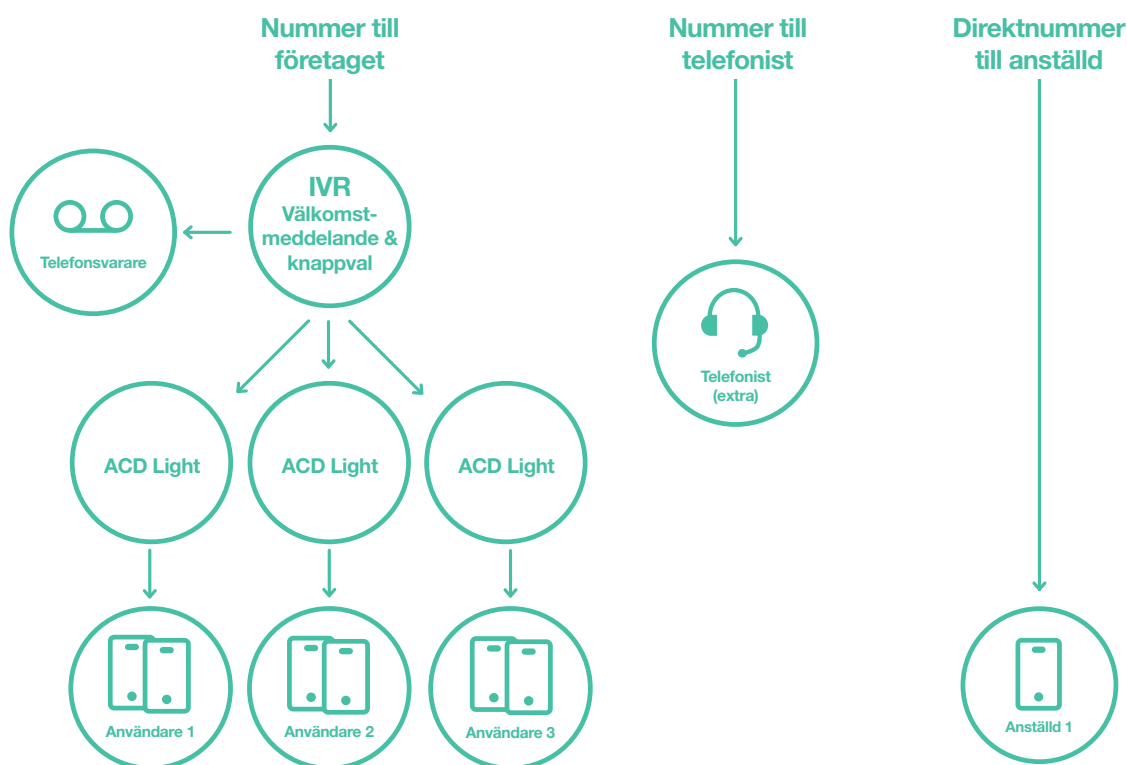 Nummer till
företaget
Nummer till
telefonist
Direktnummer
till anställd
IVR
Välkomst-
meddelande &
knappval
Telefonsvarare
Telefonist
(extra)
ACD Light
ACD Light
ACD Light
Användare 1
Användare 2
Användare 3
Anställd 1